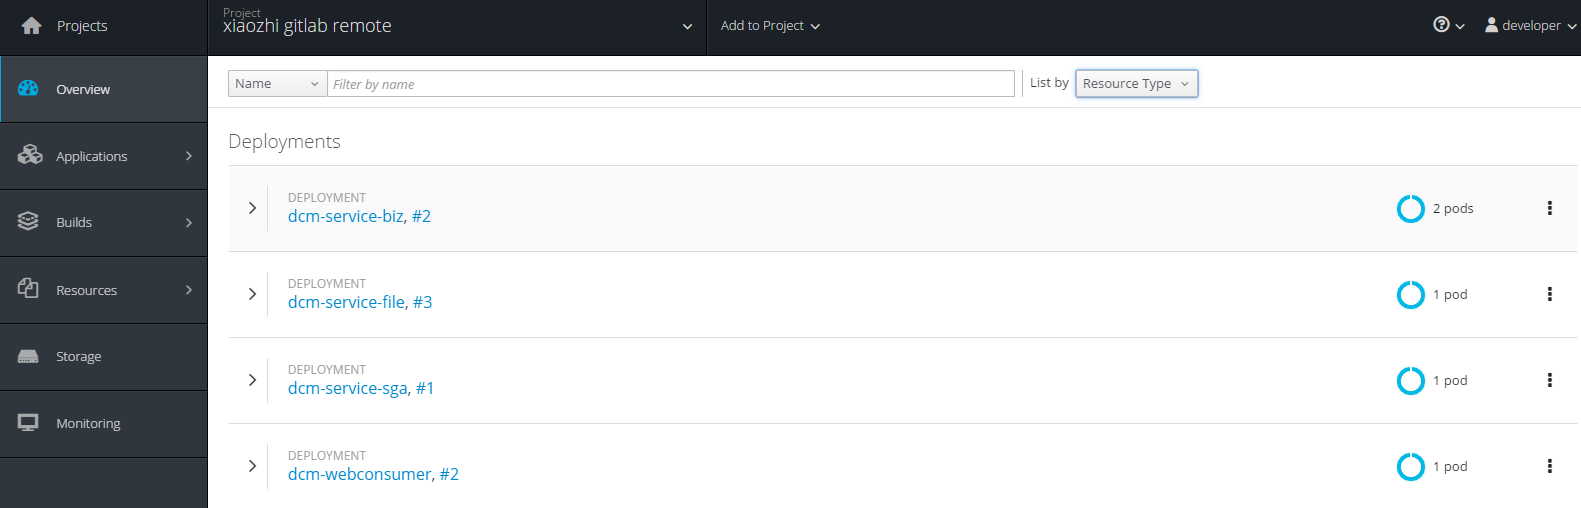 Projects
Project
xiaozhi gitlab remote
Add to Project
developer
Overview
Applications
Builds
Resources
Storage
Monitoring
Name
Filter by name
List by
Resource Type
Deployments
DEPLOYMENT
dcm-service-biz, #2
2 pods
DEPLOYMENT
dcm-service-file, #3
1 pod
DEPLOYMENT
dcm-service-sga, #1
1 pod
DEPLOYMENT
dcm-webconsumer, #2
1 pod